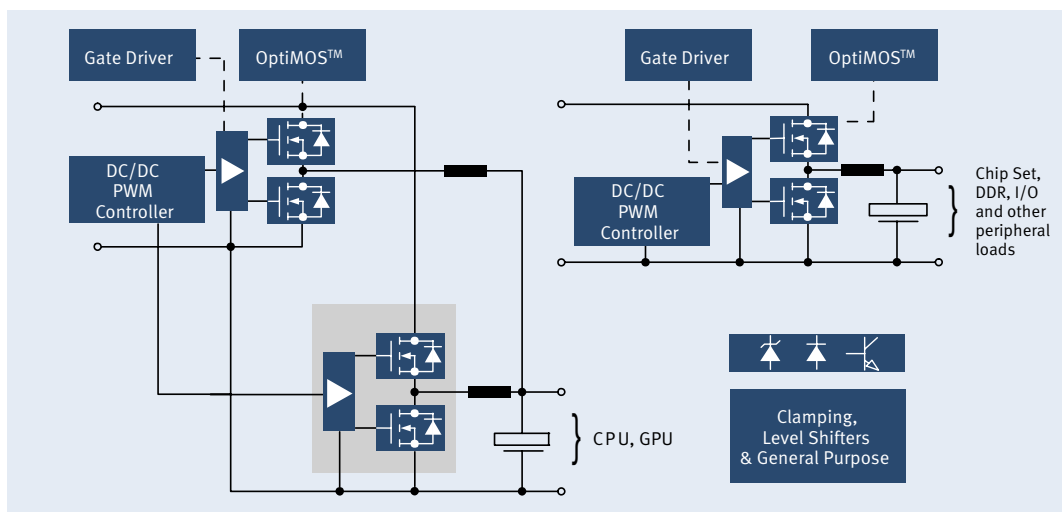 Gate Driver
OptiMOS™
DC/DC
PWM
Controller
CPU, GPU
Gate Driver
OptiMOS™
DC/DC
PWM
Controller
Chip Set,
DDR, I/O
and other
peripheral
loads
Clamping,
Level Shifters
& General Purpose